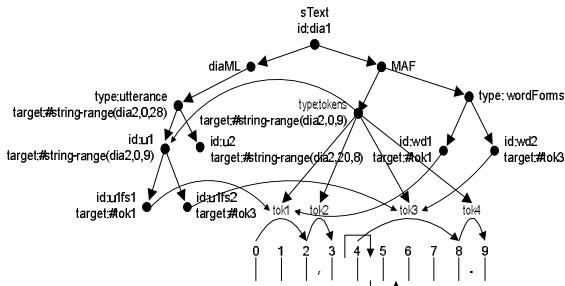 sText
id:dia1
diaML
MAF
type:utterance
target:#string-range(dia2,0,28)
type:tokens
target:#string-range(dia2,0,9)
type: wordForms
id:u1
target:#string-range(dia2,0,9)
id:u2
target:#string-range(dia2,20,8)
id:wd1
target:#tok1
id:wd2
target:#tok3
id:u1fs1
target:#tok1
id:u1fs2
target:#tok3
tok1 tok2 tok3 tok4
0 1 2 3 4 5 6 7 8 9
, .